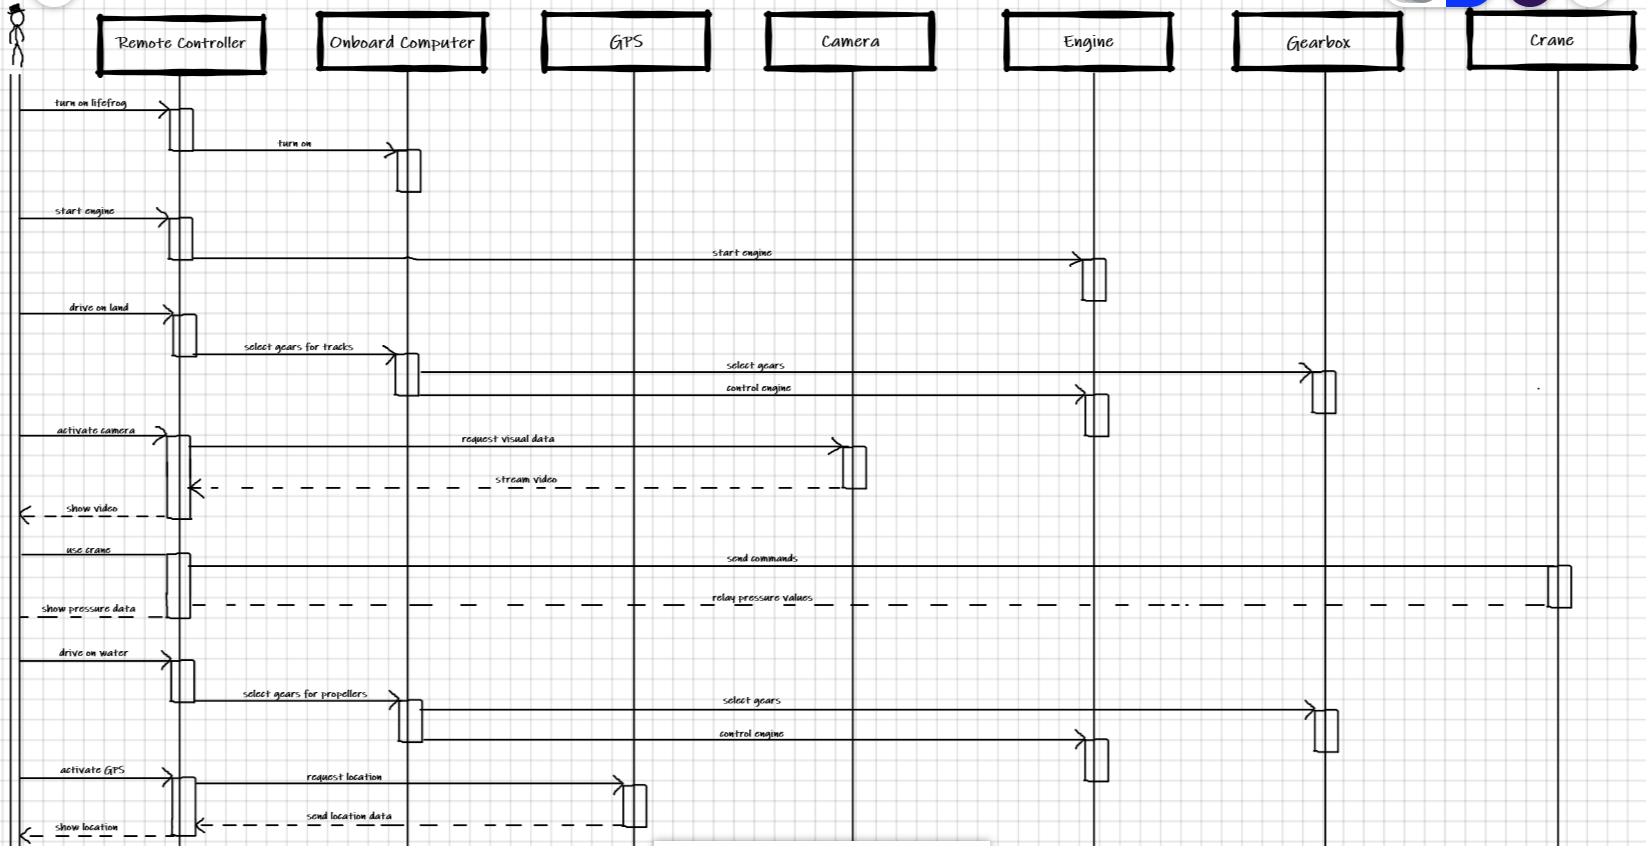 Remote Controller
Onboard Computer
GPS
Camera
Engine
Gearbox
Crane
turn on lifefrog
turn on
start engine
start engine
drive on land
select gears for tracks
select gears
control engine
activate camera
request visual data
stream video
show video
use crane
send commands
relay pressure values
show pressure data
drive on water
select gears for propellers
select gears
control engine
activate GPS
request location
send location data
show location